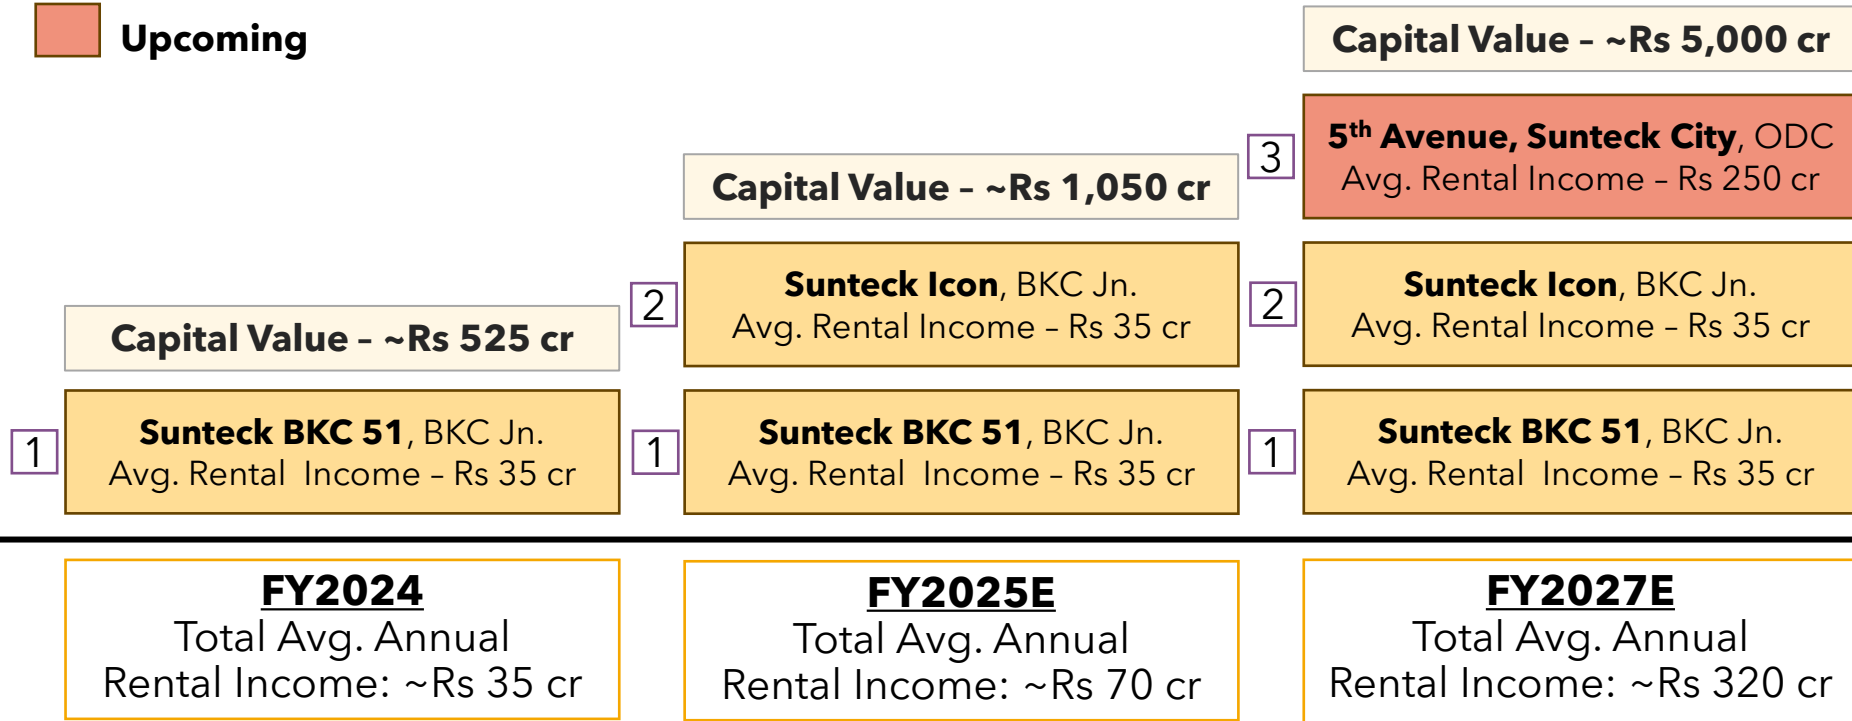 Upcoming
Capital Value – ~Rs 525 cr
1
Sunteck BKC 51, BKC Jn.
Avg. Rental Income – Rs 35 cr
FY2024
Total Avg. Annual
Rental Income: ~Rs 35 cr
Capital Value – ~Rs 1,050 cr
2
Sunteck Icon, BKC Jn.
Avg. Rental Income – Rs 35 cr
1
Sunteck BKC 51, BKC Jn.
Avg. Rental Income – Rs 35 cr
FY2025E
Total Avg. Annual
Rental Income: ~Rs 70 cr
Capital Value – ~Rs 5,000 cr
3
5th Avenue, Sunteck City, ODC
Avg. Rental Income – Rs 250 cr
2
Sunteck Icon, BKC Jn.
Avg. Rental Income – Rs 35 cr
1
Sunteck BKC 51, BKC Jn.
Avg. Rental Income – Rs 35 cr
FY2027E
Total Avg. Annual
Rental Income: ~Rs 320 cr